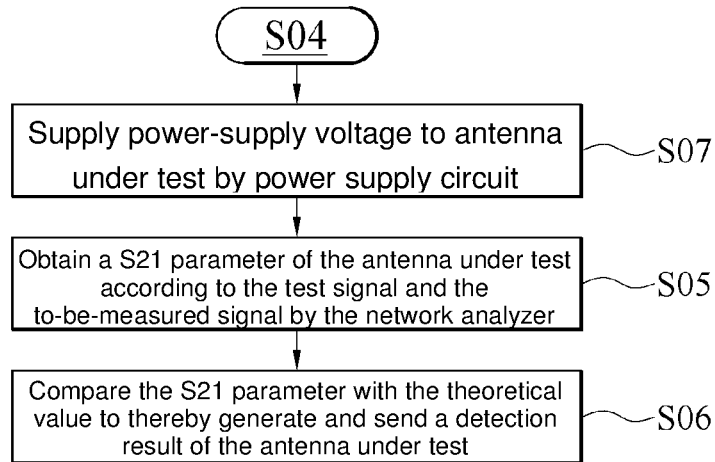 S04
Supply power-supply voltage to antenna
under test by power supply circuit
S07
Obtain a S21 parameter of the antenna under test
according to the test signal and the
to-be-measured signal by the network analyzer
S05
Compare the S21 parameter with the theoretical
value to thereby generate and send a detection
result of the antenna under test
S06